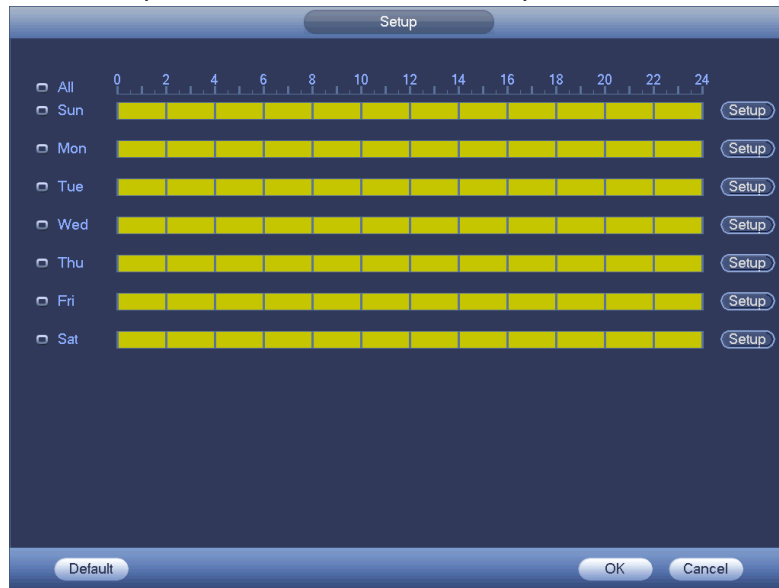 Setup
All 0 2 4 6 8 10 12 14 16 18 20 22 24
Sun Setup
Mon Setup
Tue Setup
Wed Setup
Thu Setup
Fri Setup
Sat Setup
Default OK Cancel